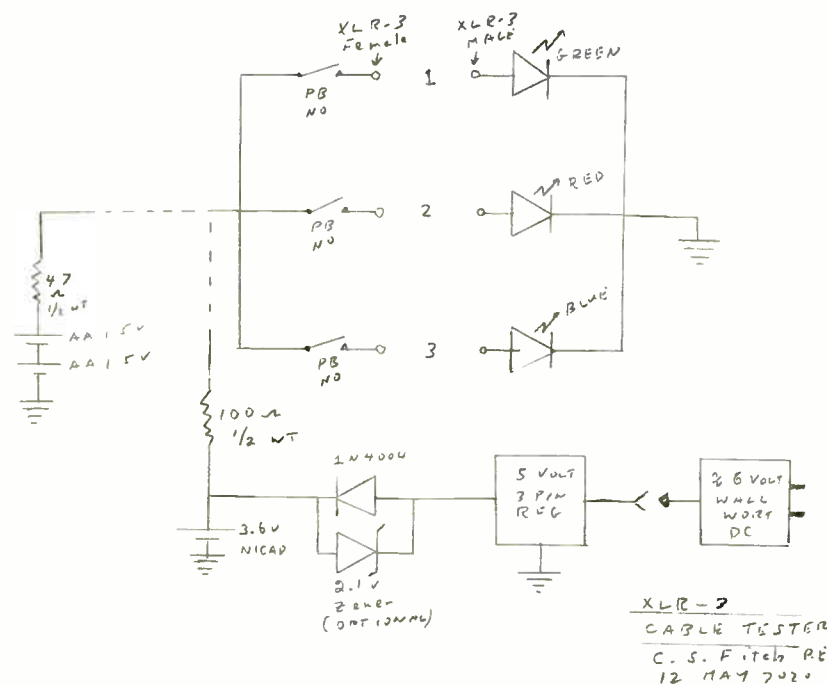 XLR-3
Female
XLR-3
MALE
GREEN
1
PB
NO
RED
2
PB
NO
47
Ω
1/2 WT
BLUE
AA 1.5V
AA 1.5V
3
PB
NO
100 Ω
1/2 WT
1N4004
5 VOLT
3 PIN
REG
≈ 6 VOLT
WALL
WORT
DC
3.6V
NICAD
2.1V
Zener
(OPTIONAL)
XLR-3
CABLE TESTER
C. S. Fitch PE
12 MAY 2020